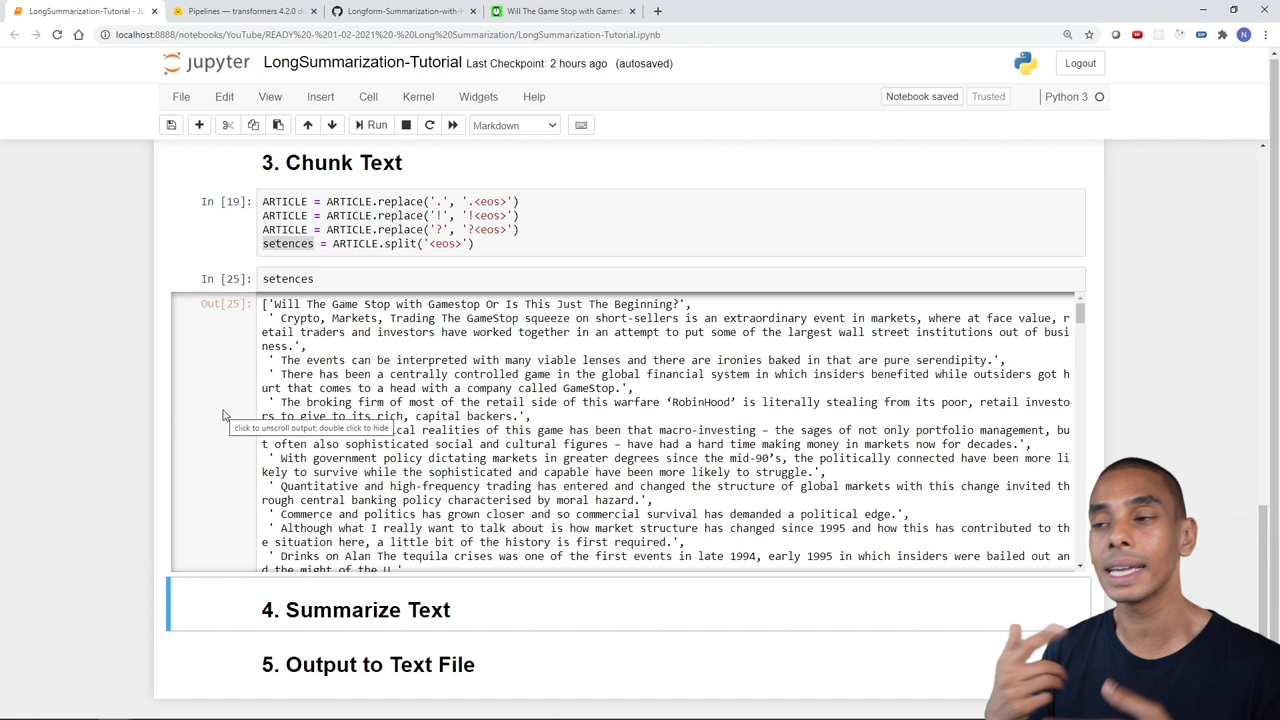 LongSummarization-Tutorial - Ju
Pipelines — transformers 4.2.0 d
Longform-Summarization-with-
Will The Game Stop with Games
localhost:8888/notebooks/YouTube/READY%20-%201-02-2021%20-%20Long%20Summarization/LongSummarization-Tutorial.ipynb
jupyter LongSummarization-Tutorial Last Checkpoint: 2 hours ago (autosaved)
Logout
File Edit View Insert Cell Kernel Widgets Help
Notebook saved Trusted Python 3
Run Markdown
3. Chunk Text
In [19]: ARTICLE = ARTICLE.replace('.', '.<eos>')
ARTICLE = ARTICLE.replace('!', '!<eos>')
ARTICLE = ARTICLE.replace('?', '?<eos>')
setences = ARTICLE.split('<eos>')
In [25]: setences
Out[25]: ['Will The Game Stop with Gamestop Or Is This Just The Beginning?',
' Crypto, Markets, Trading The GameStop squeeze on short-sellers is an extraordinary event in markets, where at face value, r
etail traders and investors have worked together in an attempt to put some of the largest wall street institutions out of busi
ness.',
' The events can be interpreted with many viable lenses and there are ironies baked in that are pure serendipity.',
' There has been a centrally controlled game in the global financial system in which insiders benefited while outsiders got h
urt that comes to a head with a company called GameStop.',
' The broking firm of most of the retail side of this warfare ‘RobinHood’ is literally stealing from its poor, retail investo
rs to give to its rich, capital backers.',
click to unscroll output; double click to hide
cal realities of this game has been that macro-investing – the sages of not only portfolio management, bu
t often also sophisticated social and cultural figures – have had a hard time making money in markets now for decades.',
' With government policy dictating markets in greater degrees since the mid-90’s, the politically connected have been more li
kely to survive while the sophisticated and capable have been more likely to struggle.',
' Quantitative and high-frequency trading has entered and changed the structure of global markets with this change invited th
rough central banking policy characterised by moral hazard.',
' Commerce and politics has grown closer and so commercial survival has demanded a political edge.',
' Although what I really want to talk about is how market structure has changed since 1995 and how this has contributed to th
e situation here, a little bit of the history is first required.',
' Drinks on Alan The tequila crises was one of the first events in late 1994, early 1995 in which insiders were bailed out an
d the might of the U.'
4. Summarize Text
5. Output to Text File